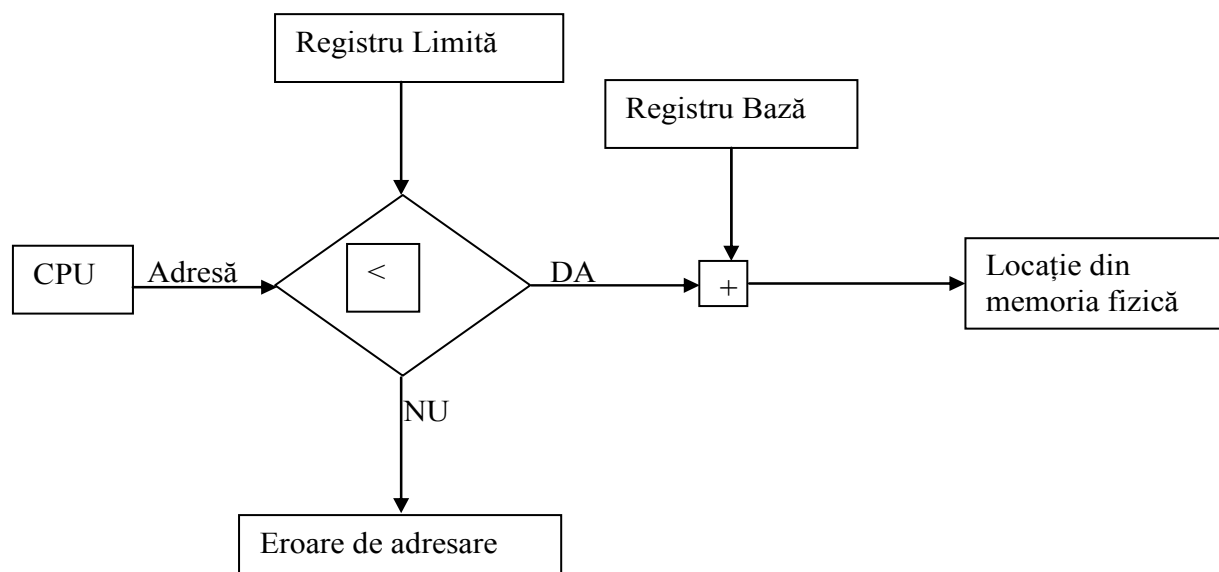 Registru Limită
Registru Bază
CPU
Adresă
<
DA
+
Locație din
memoria fizică
NU
Eroare de adresare